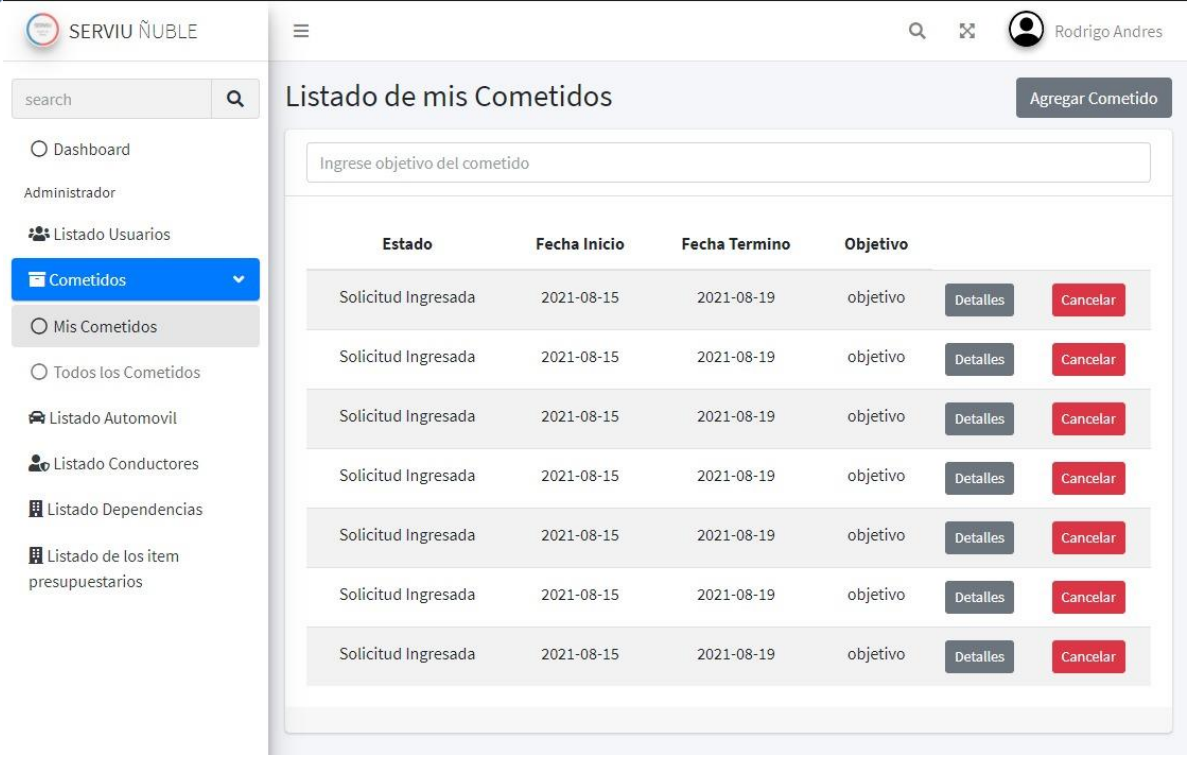 SERVIU ÑUBLE
Rodrigo Andres
search
Dashboard
Administrador
Listado Usuarios
Cometidos
Mis Cometidos
Todos los Cometidos
Listado Automovil
Listado Conductores
Listado Dependencias
Listado de los item
presupuestarios
Listado de mis Cometidos
Agregar Cometido
Ingrese objetivo del cometido
Estado Fecha Inicio Fecha Termino Objetivo
Solicitud Ingresada 2021-08-15 2021-08-19 objetivo Detalles Cancelar
Solicitud Ingresada 2021-08-15 2021-08-19 objetivo Detalles Cancelar
Solicitud Ingresada 2021-08-15 2021-08-19 objetivo Detalles Cancelar
Solicitud Ingresada 2021-08-15 2021-08-19 objetivo Detalles Cancelar
Solicitud Ingresada 2021-08-15 2021-08-19 objetivo Detalles Cancelar
Solicitud Ingresada 2021-08-15 2021-08-19 objetivo Detalles Cancelar
Solicitud Ingresada 2021-08-15 2021-08-19 objetivo Detalles Cancelar